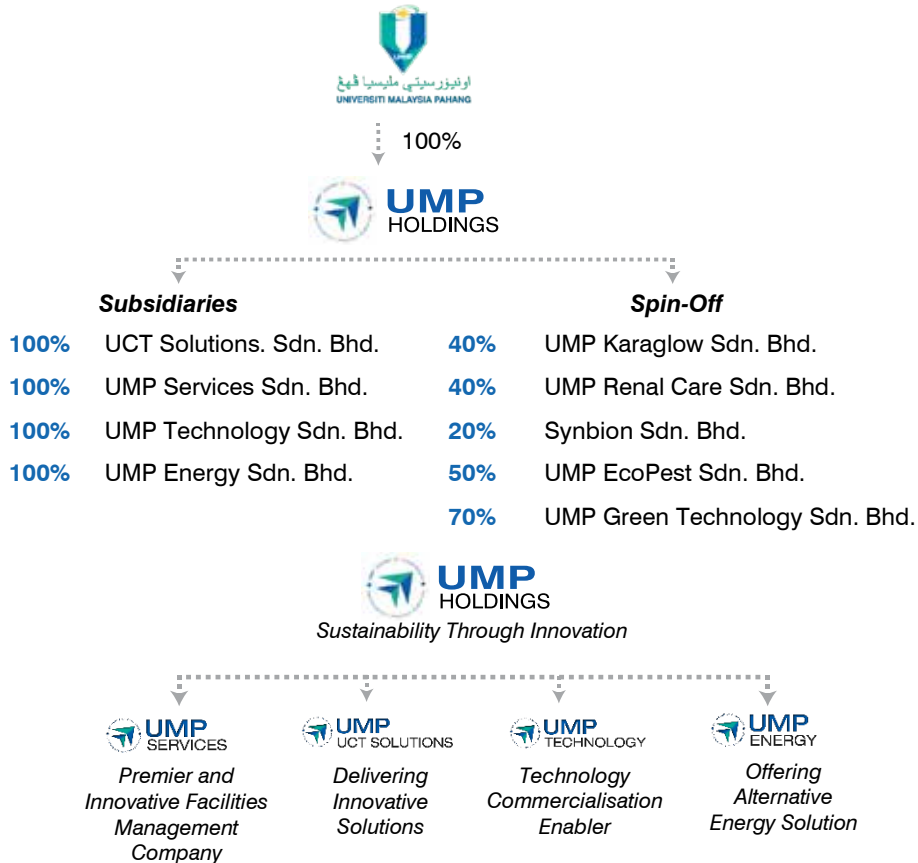 UMP
اونيۏرسيتي مليسيا ڤهڠ
UNIVERSITI MALAYSIA PAHANG
100%
UMP
HOLDINGS
Subsidiaries
100% UCT Solutions. Sdn. Bhd.
100% UMP Services Sdn. Bhd.
100% UMP Technology Sdn. Bhd.
100% UMP Energy Sdn. Bhd.
Spin-Off
40% UMP Karaglow Sdn. Bhd.
40% UMP Renal Care Sdn. Bhd.
20% Synbion Sdn. Bhd.
50% UMP EcoPest Sdn. Bhd.
70% UMP Green Technology Sdn. Bhd.
UMP
HOLDINGS
Sustainability Through Innovation
UMP
SERVICES
Premier and
Innovative Facilities
Management
Company
UMP
UCT SOLUTIONS
Delivering
Innovative
Solutions
UMP
TECHNOLOGY
Technology
Commercialisation
Enabler
UMP
ENERGY
Offering
Alternative
Energy Solution